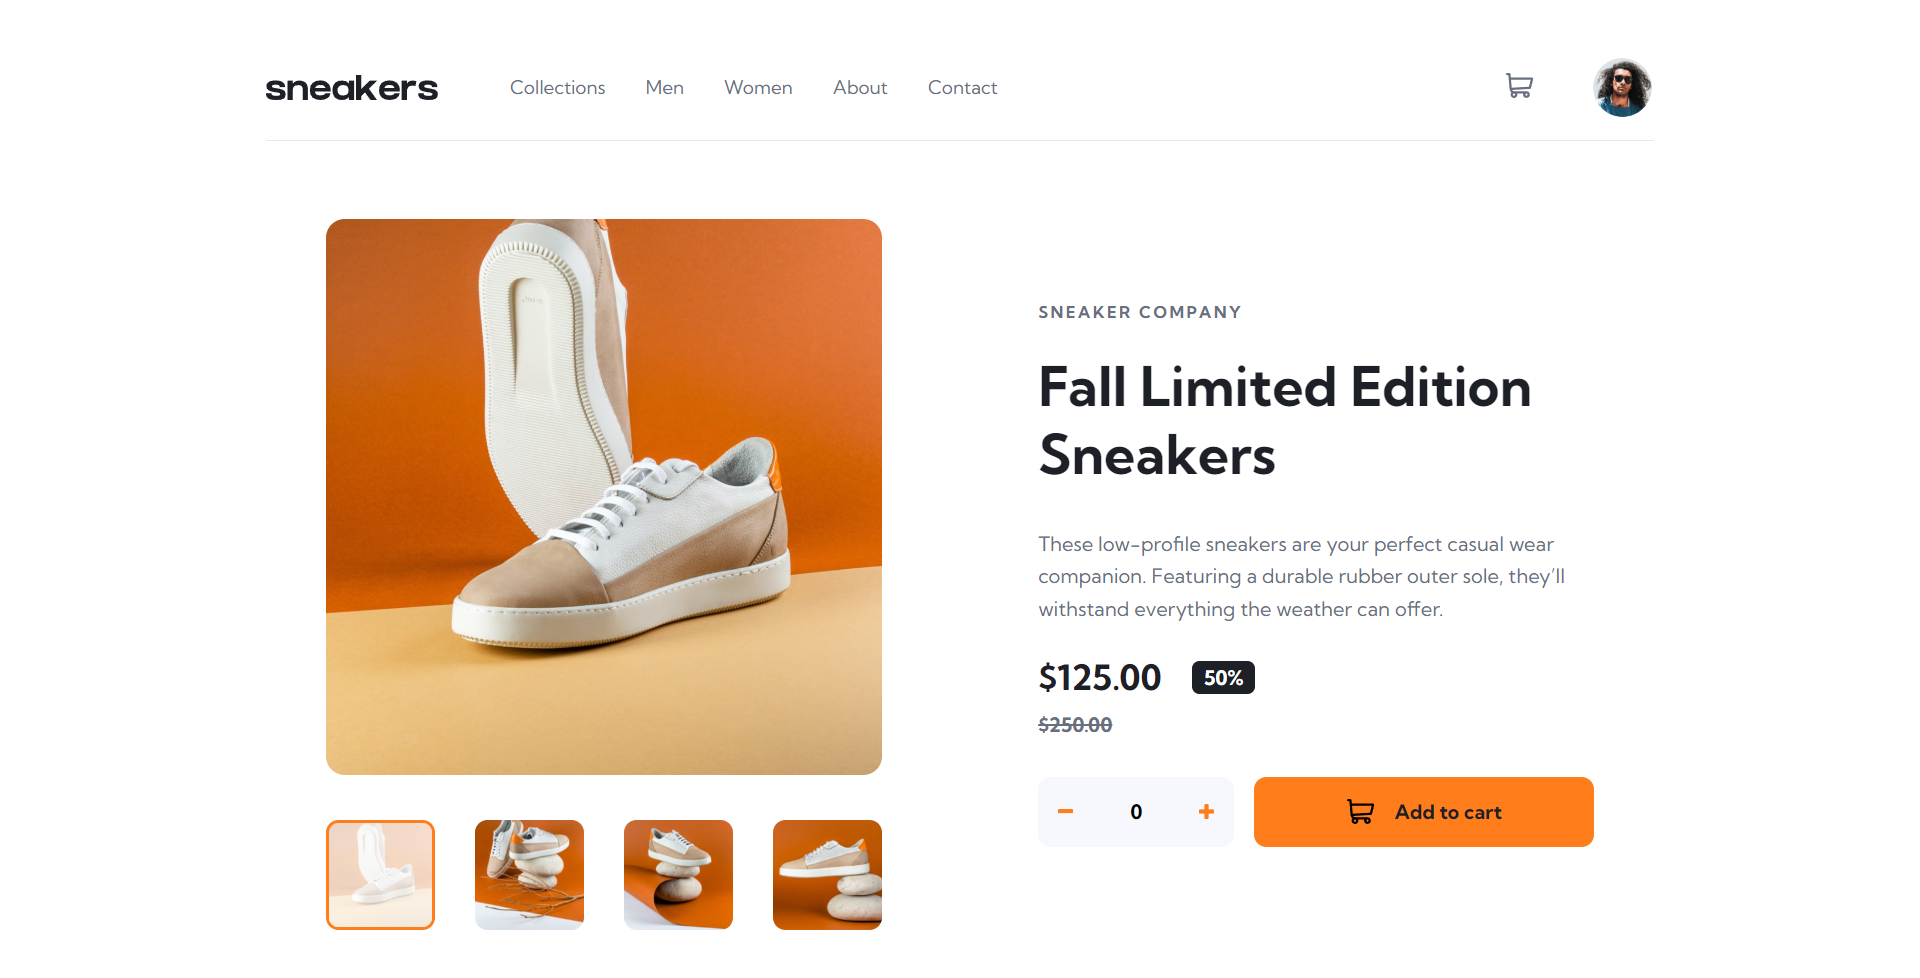 sneakers
Collections
Men
Women
About
Contact
SNEAKER COMPANY
Fall Limited Edition
Sneakers
These low-profile sneakers are your perfect casual wear
companion. Featuring a durable rubber outer sole, they’ll
withstand everything the weather can offer.
$125.00
50%
$250.00
0
Add to cart